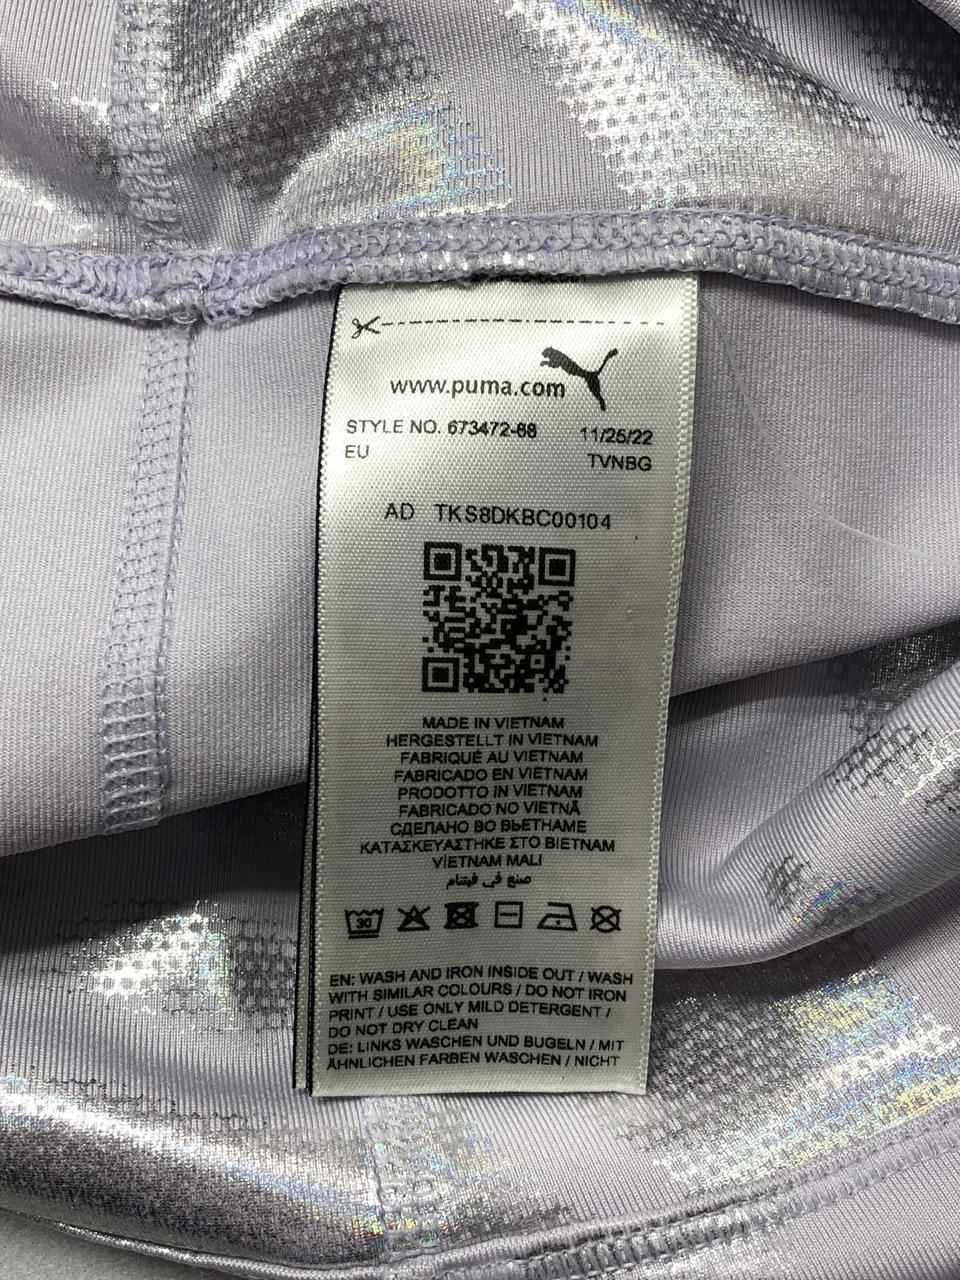 www.puma.com
STYLE NO. 673472-68 11/25/22
EU TVNBG
AD TKS8DKBC00104
MADE IN VIETNAM
HERGESTELLT IN VIETNAM
FABRIQUÉ AU VIETNAM
FABRICADO EN VIETNAM
PRODOTTO IN VIETNAM
FABRICADO NO VIETNÃ
СДЕЛАНО ВО ВЬЕТНАМЕ
ΚΑΤΑΣΚΕΥΑΣΤΗΚΕ ΣΤΟ ΒΙΕΤΝΑΜ
VIETNAM MALI
صنع في فيتنام
30
EN: WASH AND IRON INSIDE OUT / WASH
WITH SIMILAR COLOURS / DO NOT IRON
PRINT / USE ONLY MILD DETERGENT /
DO NOT DRY CLEAN
DE: LINKS WASCHEN UND BUGELN / MIT
ÄHNLICHEN FARBEN WASCHEN / NICHT